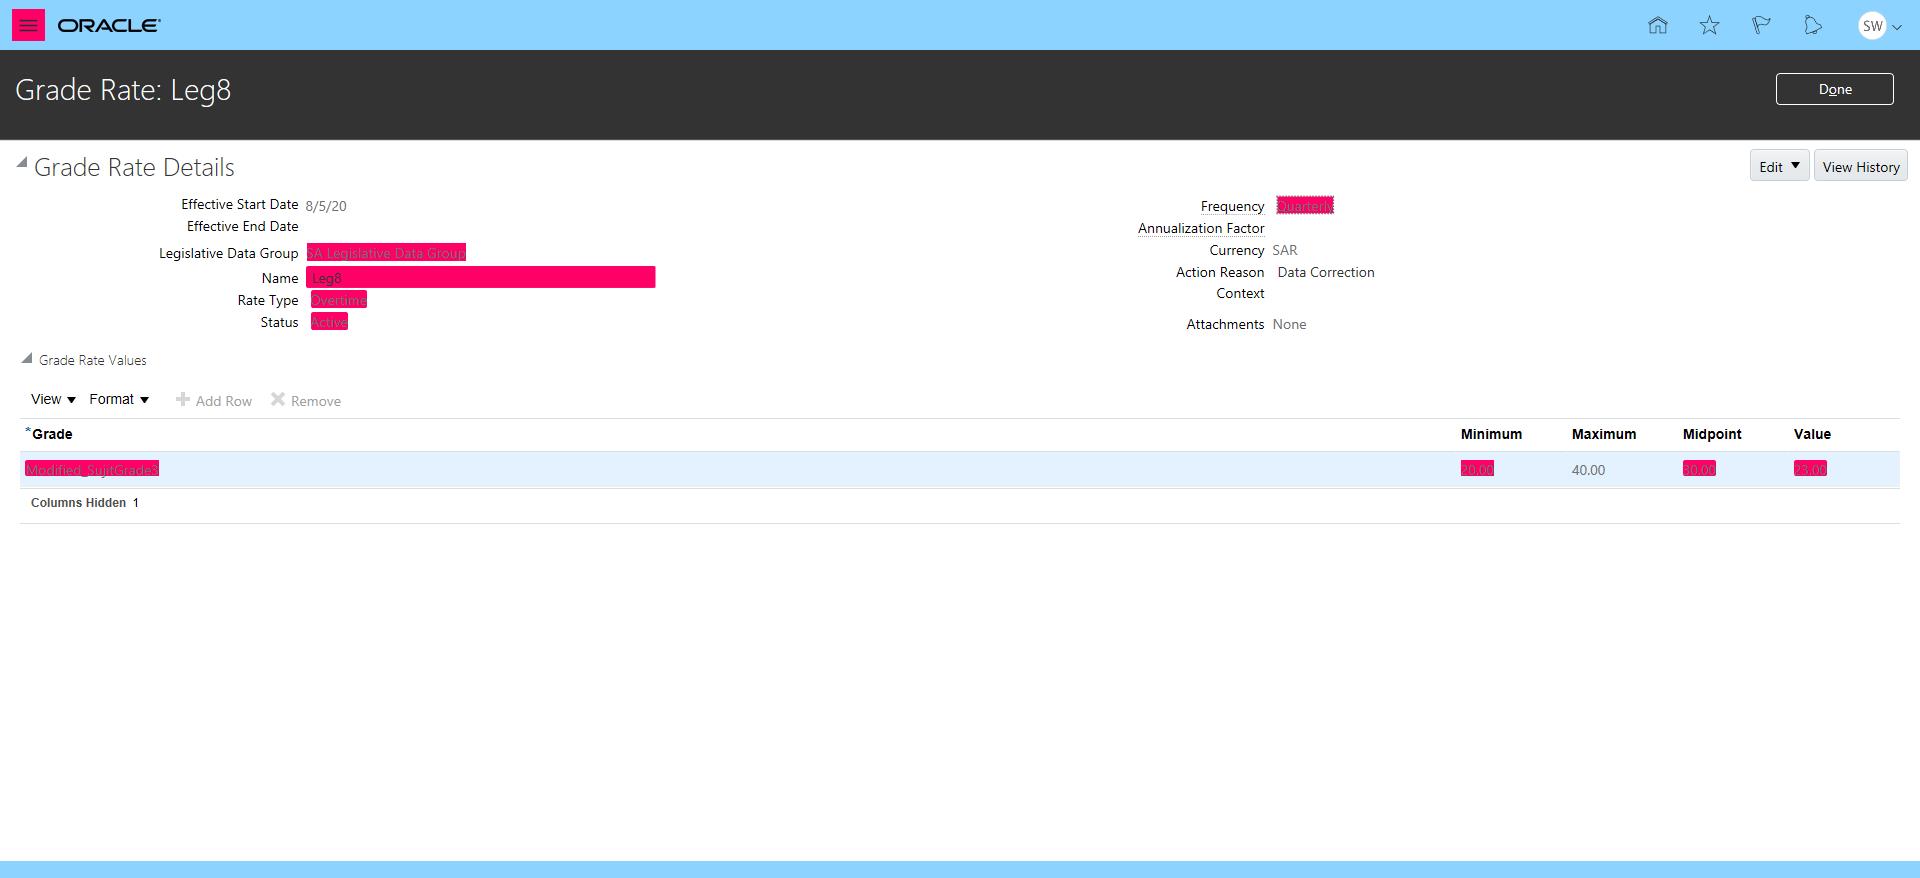 ORACLE
SW
Grade Rate: Leg8
Done
Grade Rate Details
Edit
View History
Effective Start Date 8/5/20
Effective End Date
Legislative Data Group SA Legislative Data Group
Name Leg8
Rate Type Overtime
Status Active
Frequency Quarterly
Annualization Factor
Currency SAR
Action Reason Data Correction
Context
Attachments None
Grade Rate Values
View Format Add Row Remove
*Grade Minimum Maximum Midpoint Value
Modified_SujitGrade3 20.00 40.00 30.00 23.00
Columns Hidden 1